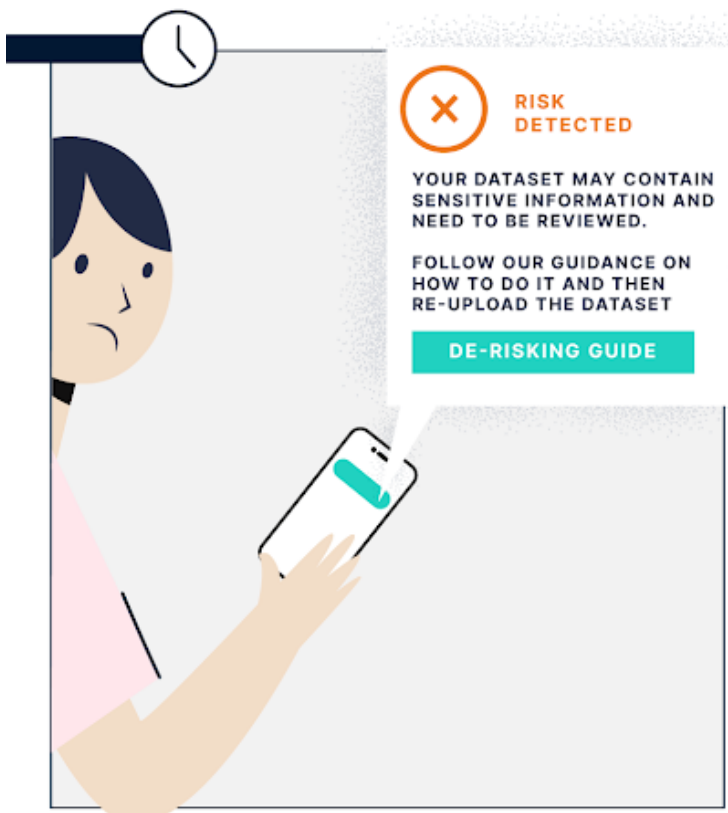 RISK
DETECTED
YOUR DATASET MAY CONTAIN
SENSITIVE INFORMATION AND
NEED TO BE REVIEWED.
FOLLOW OUR GUIDANCE ON
HOW TO DO IT AND THEN
RE-UPLOAD THE DATASET
DE-RISKING GUIDE